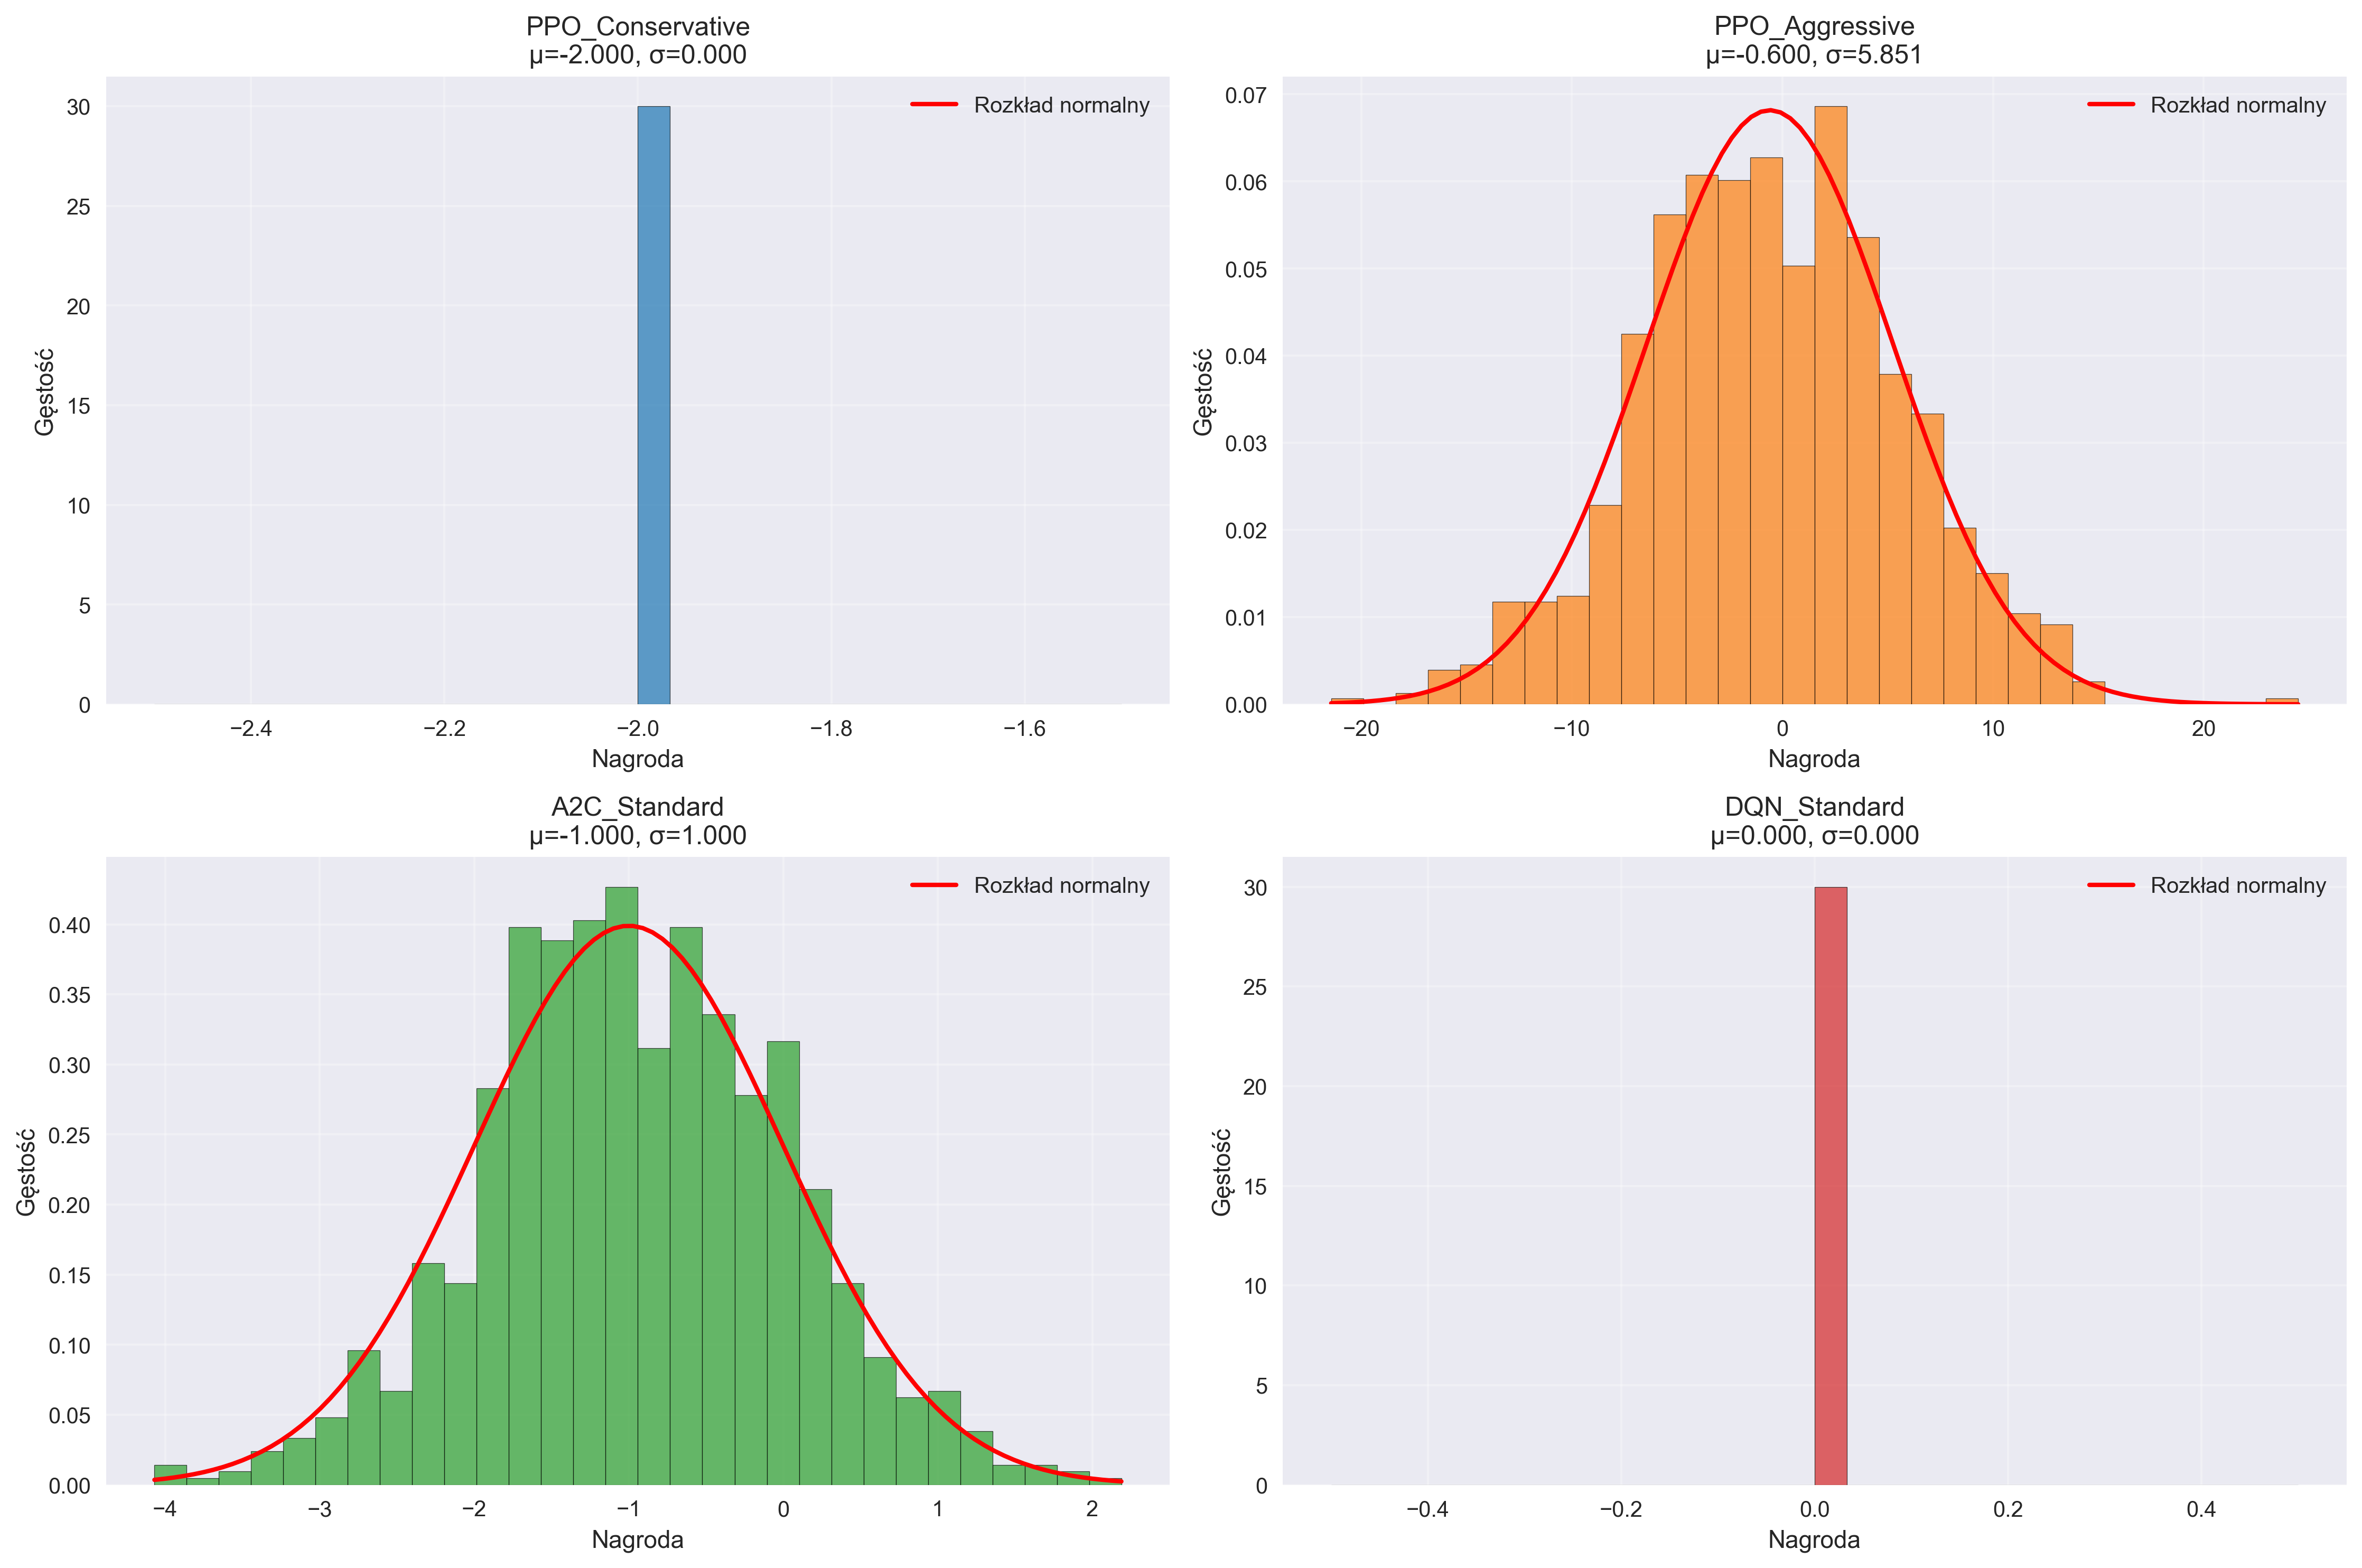 PPO_Conservative
μ=-2.000, σ=0.000
Rozkład normalny
30
25
20
15
10
5
0
Gęstość
−2.4
−2.2
−2.0
−1.8
−1.6
Nagroda
PPO_Aggressive
μ=-0.600, σ=5.851
Rozkład normalny
0.07
0.06
0.05
0.04
0.03
0.02
0.01
0.00
Gęstość
−20
−10
0
10
20
Nagroda
A2C_Standard
μ=-1.000, σ=1.000
Rozkład normalny
0.40
0.35
0.30
0.25
0.20
0.15
0.10
0.05
0.00
Gęstość
−4
−3
−2
−1
0
1
2
Nagroda
DQN_Standard
μ=0.000, σ=0.000
Rozkład normalny
30
25
20
15
10
5
0
Gęstość
−0.4
−0.2
0.0
0.2
0.4
Nagroda